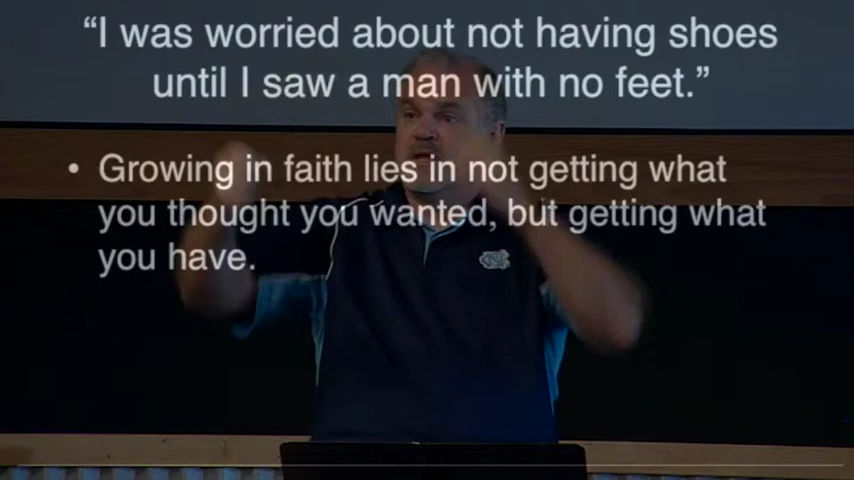 “I was worried about not having shoes
until I saw a man with no feet.”
• Growing in faith lies in not getting what
you thought you wanted, but getting what
you have.